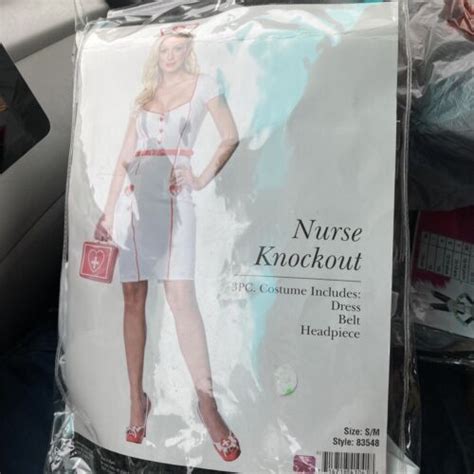 Nurse
Knockout
3PC. Costume Includes:
Dress
Belt
Headpiece
Size: S/M
Style: 83548